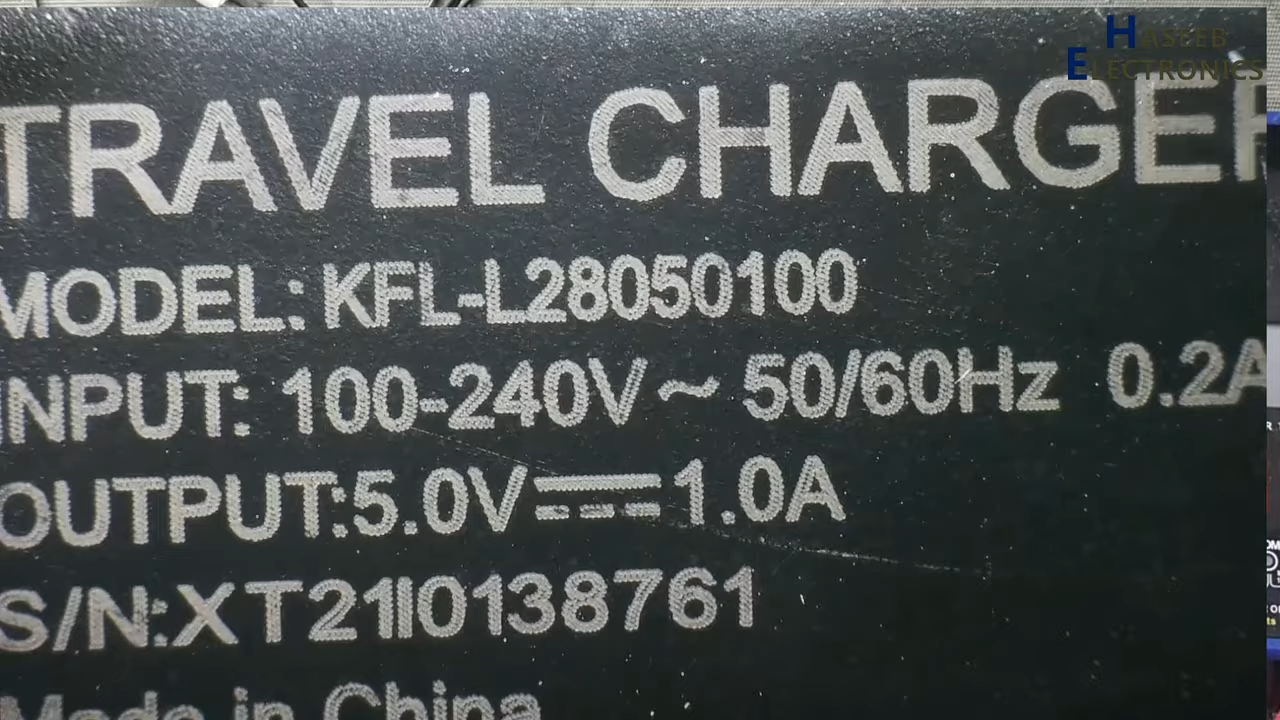 HASEEB
ELECTRONICS
TRAVEL CHARGER
MODEL: KFL-L28050100
INPUT: 100-240V~ 50/60Hz 0.2A
OUTPUT:5.0V⎓1.0A
S/N:XT21II0138761
Made in China